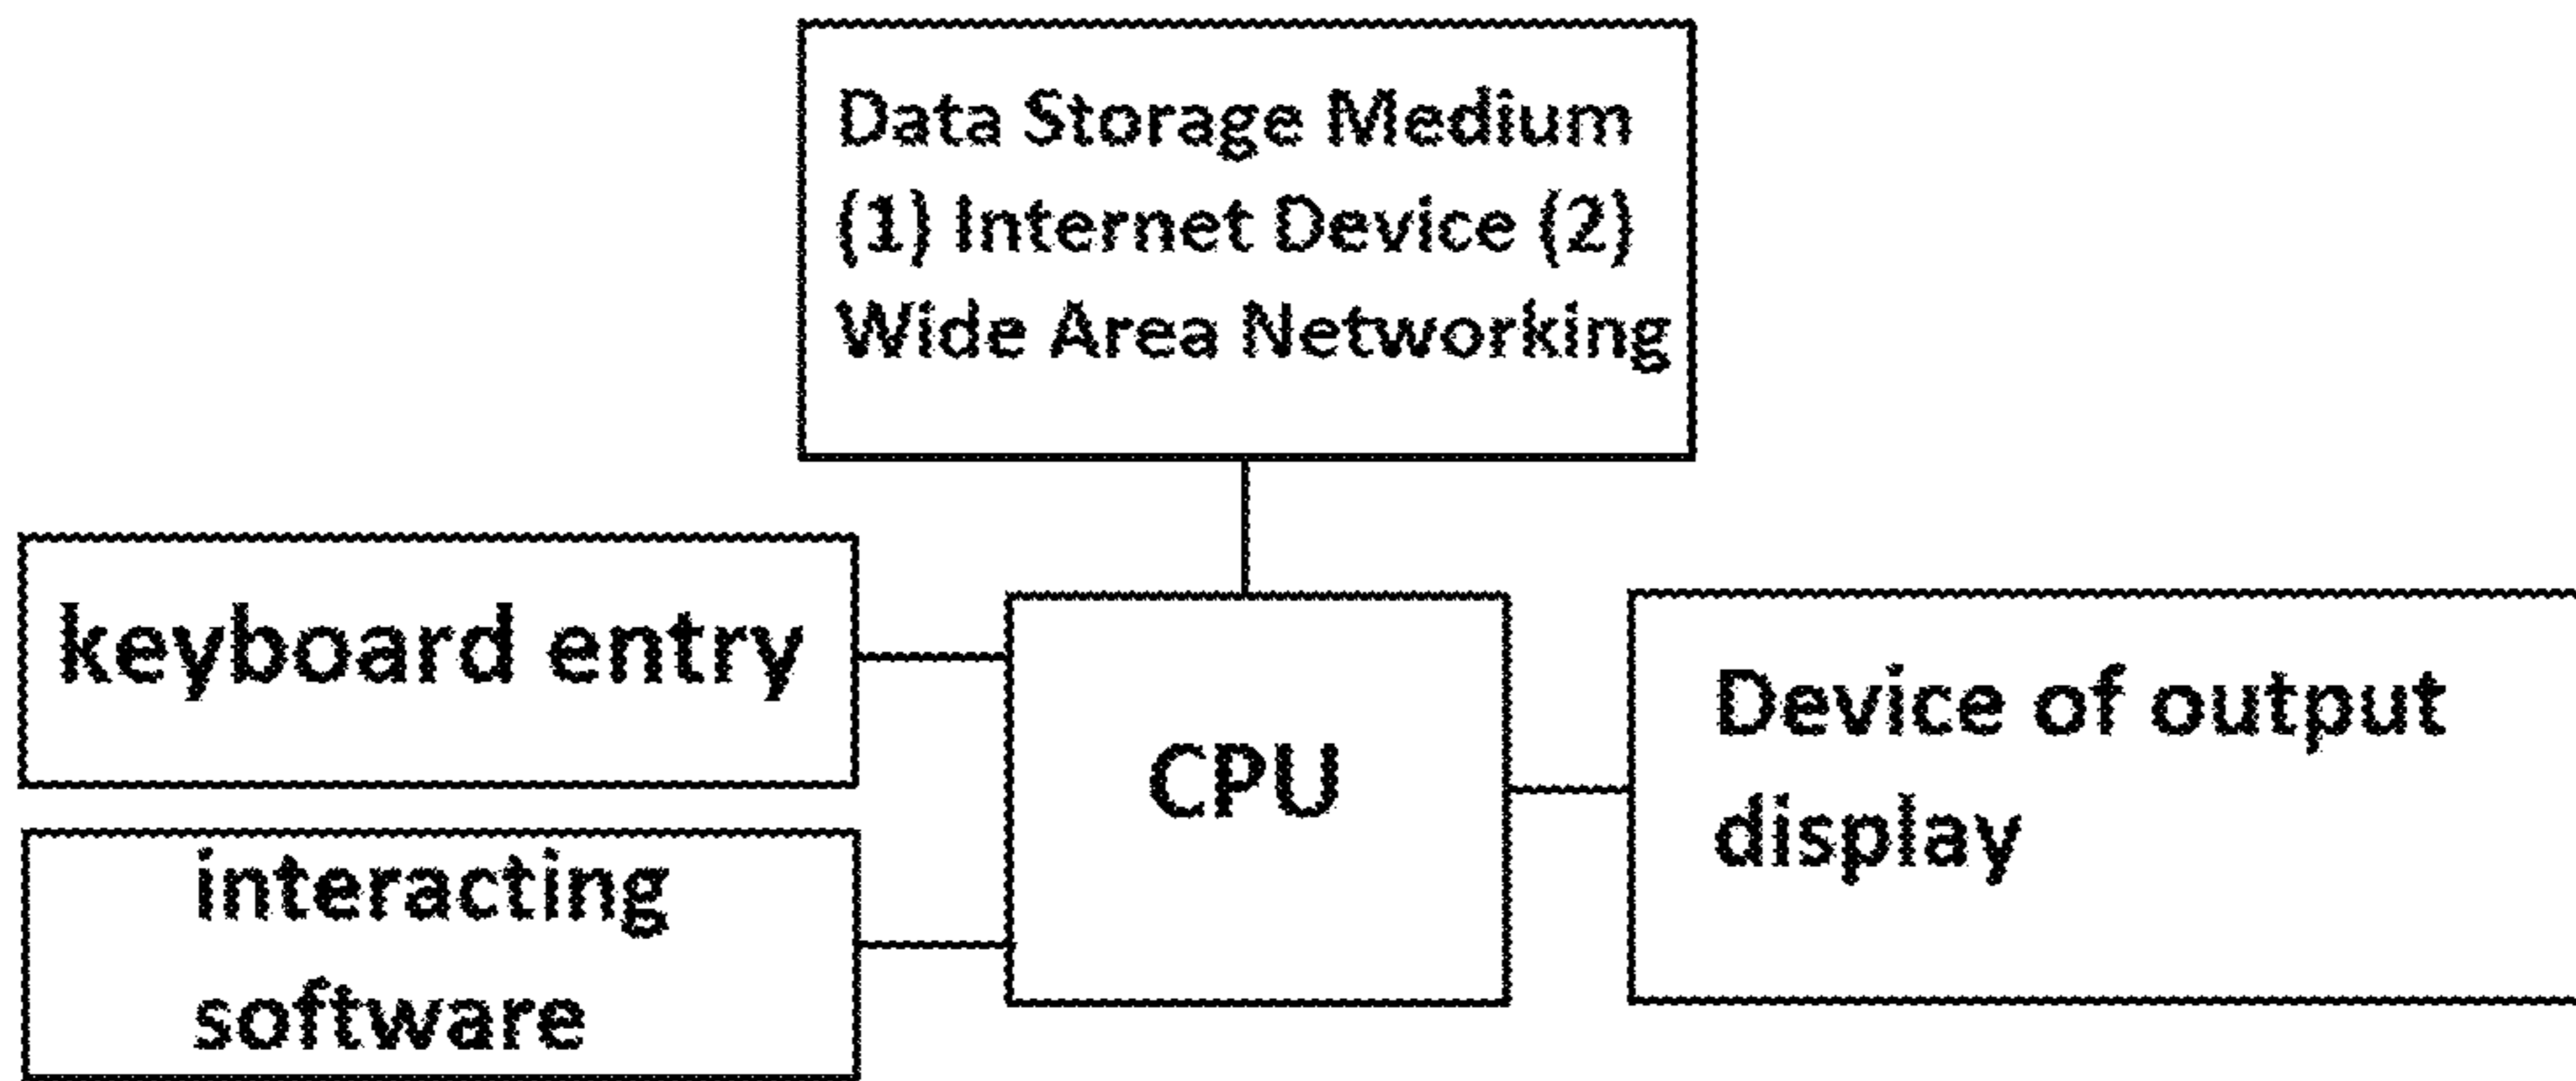 Data Storage Medium
(1) Internet Device (2)
Wide Area Networking
keyboard entry
interacting
software
CPU
Device of output
display